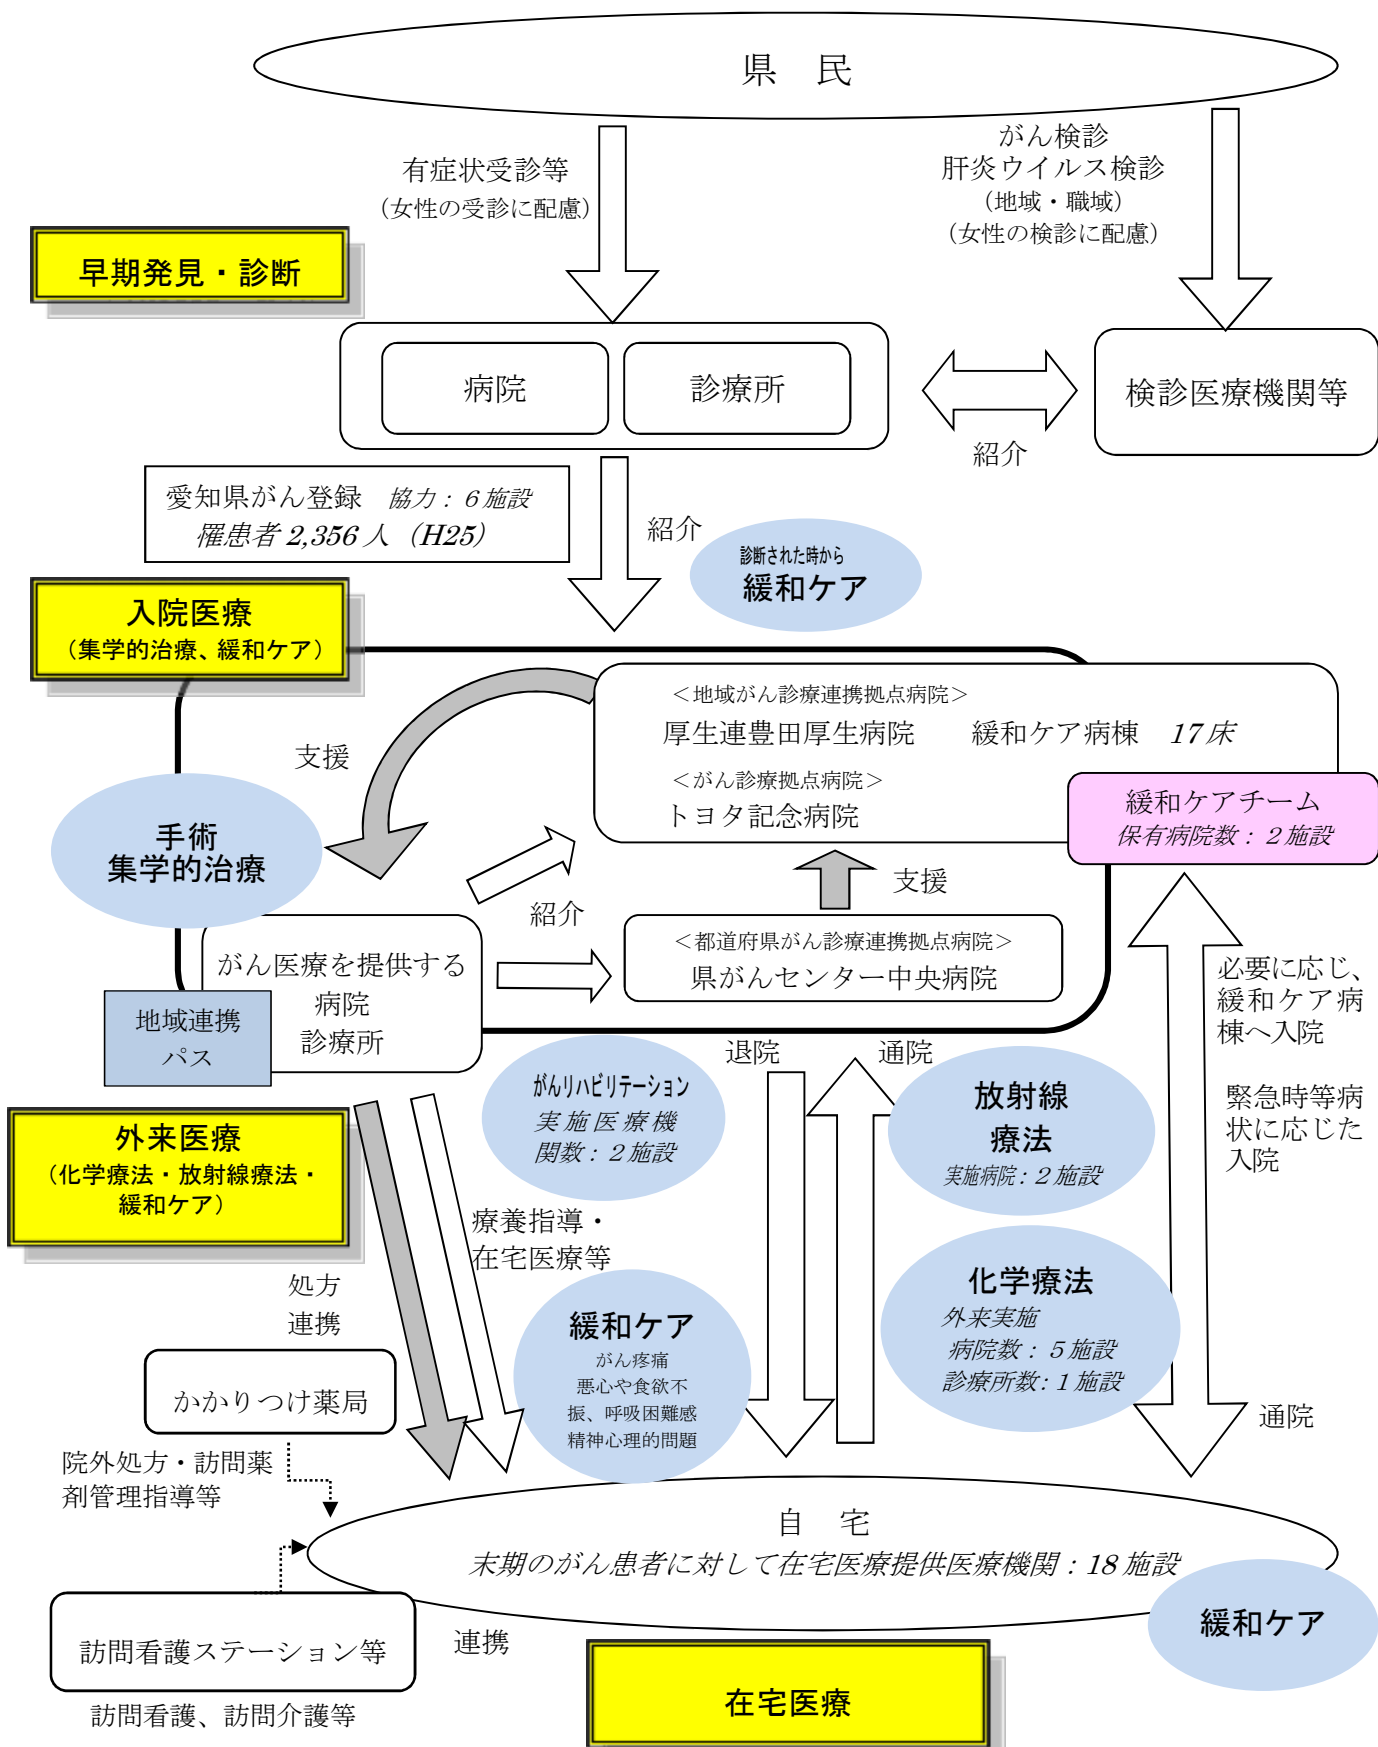 県　民
有症状受診等
（女性の受診に配慮）
がん検診
肝炎ウイルス検診
（地域・職域）
（女性の検診に配慮）
早期発見・診断
病院
診療所
検診医療機関等
紹介
愛知県がん登録　協力：６施設
罹患者 2,356 人（H25）
紹介
診断された時から
緩和ケア
入院医療
（集学的治療、緩和ケア）
＜地域がん診療連携拠点病院＞
厚生連豊田厚生病院　緩和ケア病棟　17 床
＜がん診療拠点病院＞
トヨタ記念病院
支援
緩和ケアチーム
保有病院数：２施設
手術
集学的治療
支援
紹介
＜都道府県がん診療連携拠点病院＞
県がんセンター中央病院
がん医療を提供する
病院
診療所
地域連携
パス
必要に応じ、
緩和ケア病
棟へ入院
緊急時等病
状に応じた
入院
退院
通院
がんリハビリテーション
実施医療機
関数：２施設
放射線
療法
実施病院：２施設
外来医療
（化学療法・放射線療法・
緩和ケア）
療養指導・
在宅医療等
処方
連携
化学療法
外来実施
病院数：５施設
診療所数：１施設
緩和ケア
がん疼痛
悪心や食欲不
振、呼吸困難感
精神心理的問題
かかりつけ薬局
通院
院外処方・訪問薬
剤管理指導等
自　宅
末期のがん患者に対して在宅医療提供医療機関：18 施設
緩和ケア
訪問看護ステーション等
連携
訪問看護、訪問介護等
在宅医療